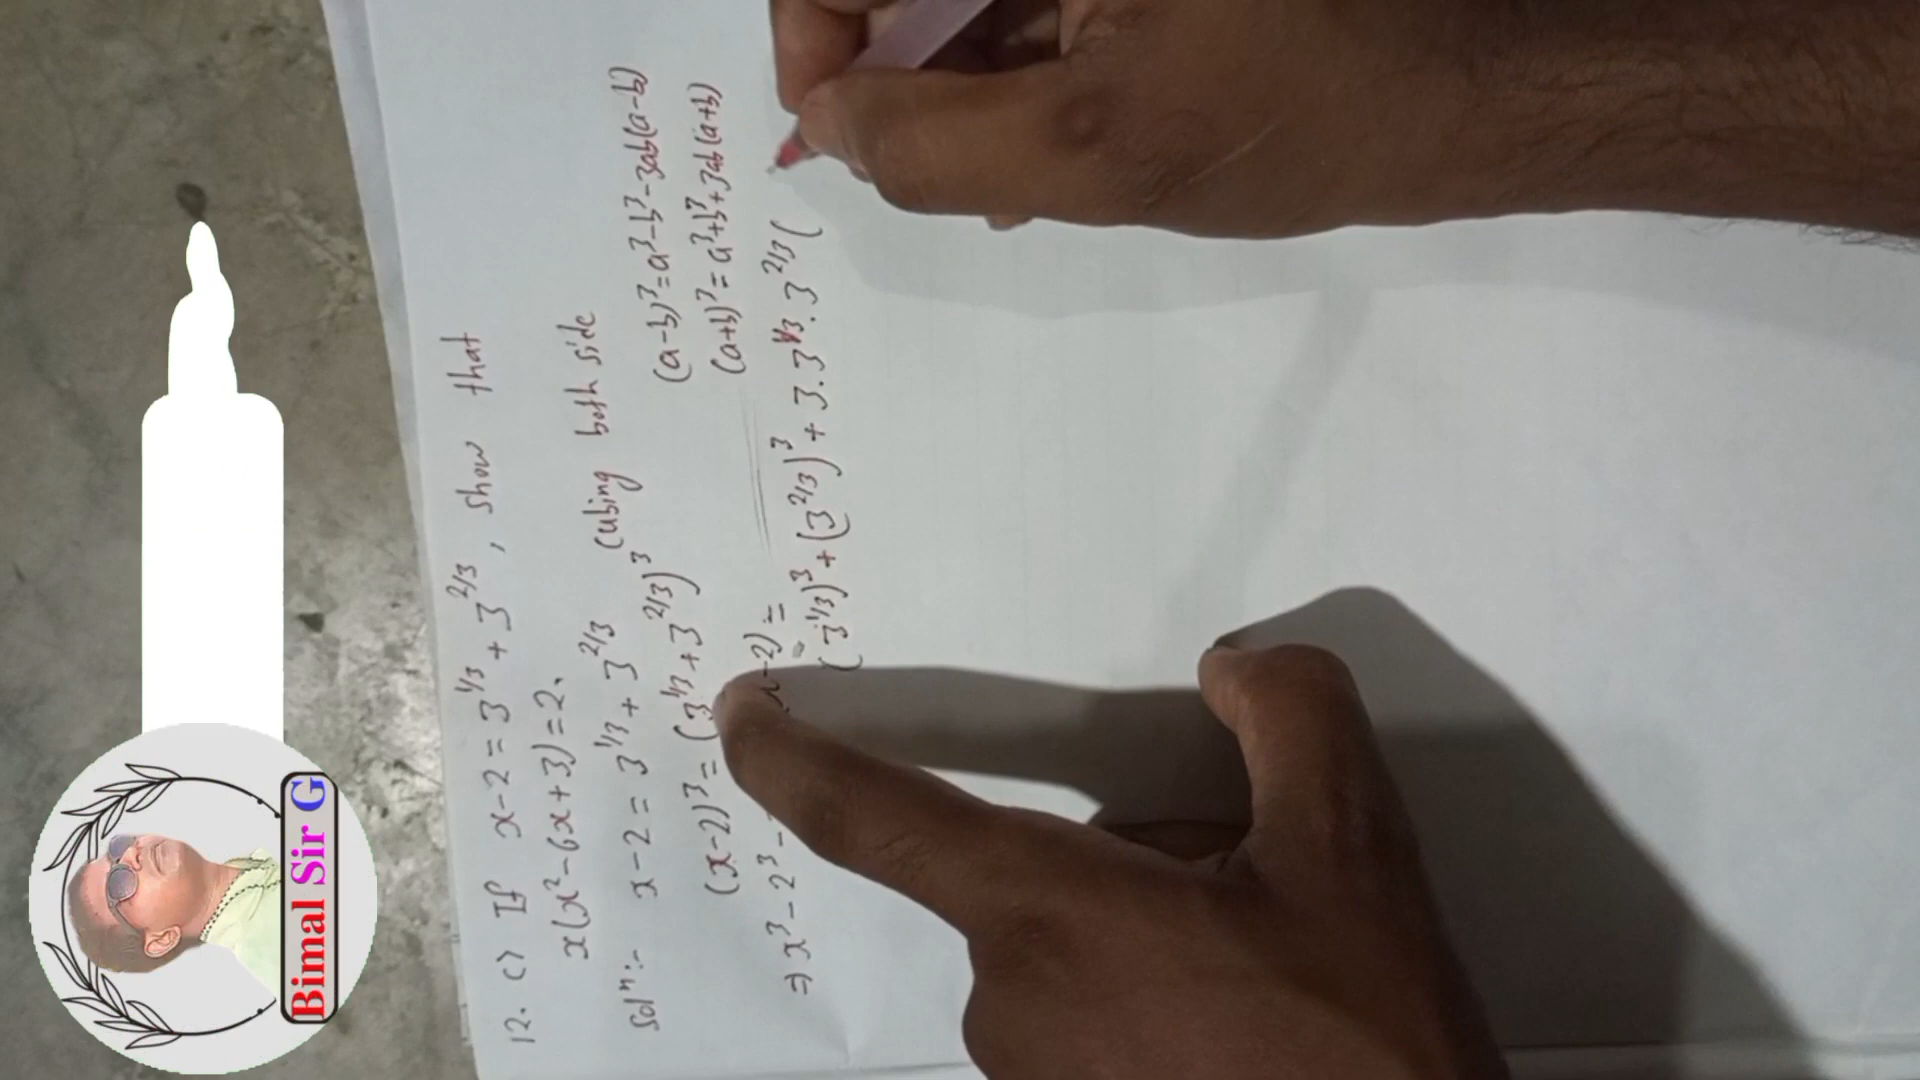 12. c) If x-2 = 3^1/3 + 3^2/3, show that
x(x²-6x+3)=2.
Solⁿ:- x-2 = 3^1/3 + 3^2/3 Cubing both side
(x-2)³ = (3^1/3 + 3^2/3)³
(a-b)³ = a³-b³-3ab(a-b)
(a+b)³ = a³+b³+3ab(a+b)
⇒ x³-2³- -2) =
(3^1/3)³ + (3^2/3)³ + 3.3^1/3.3^2/3(
Bimal Sir G